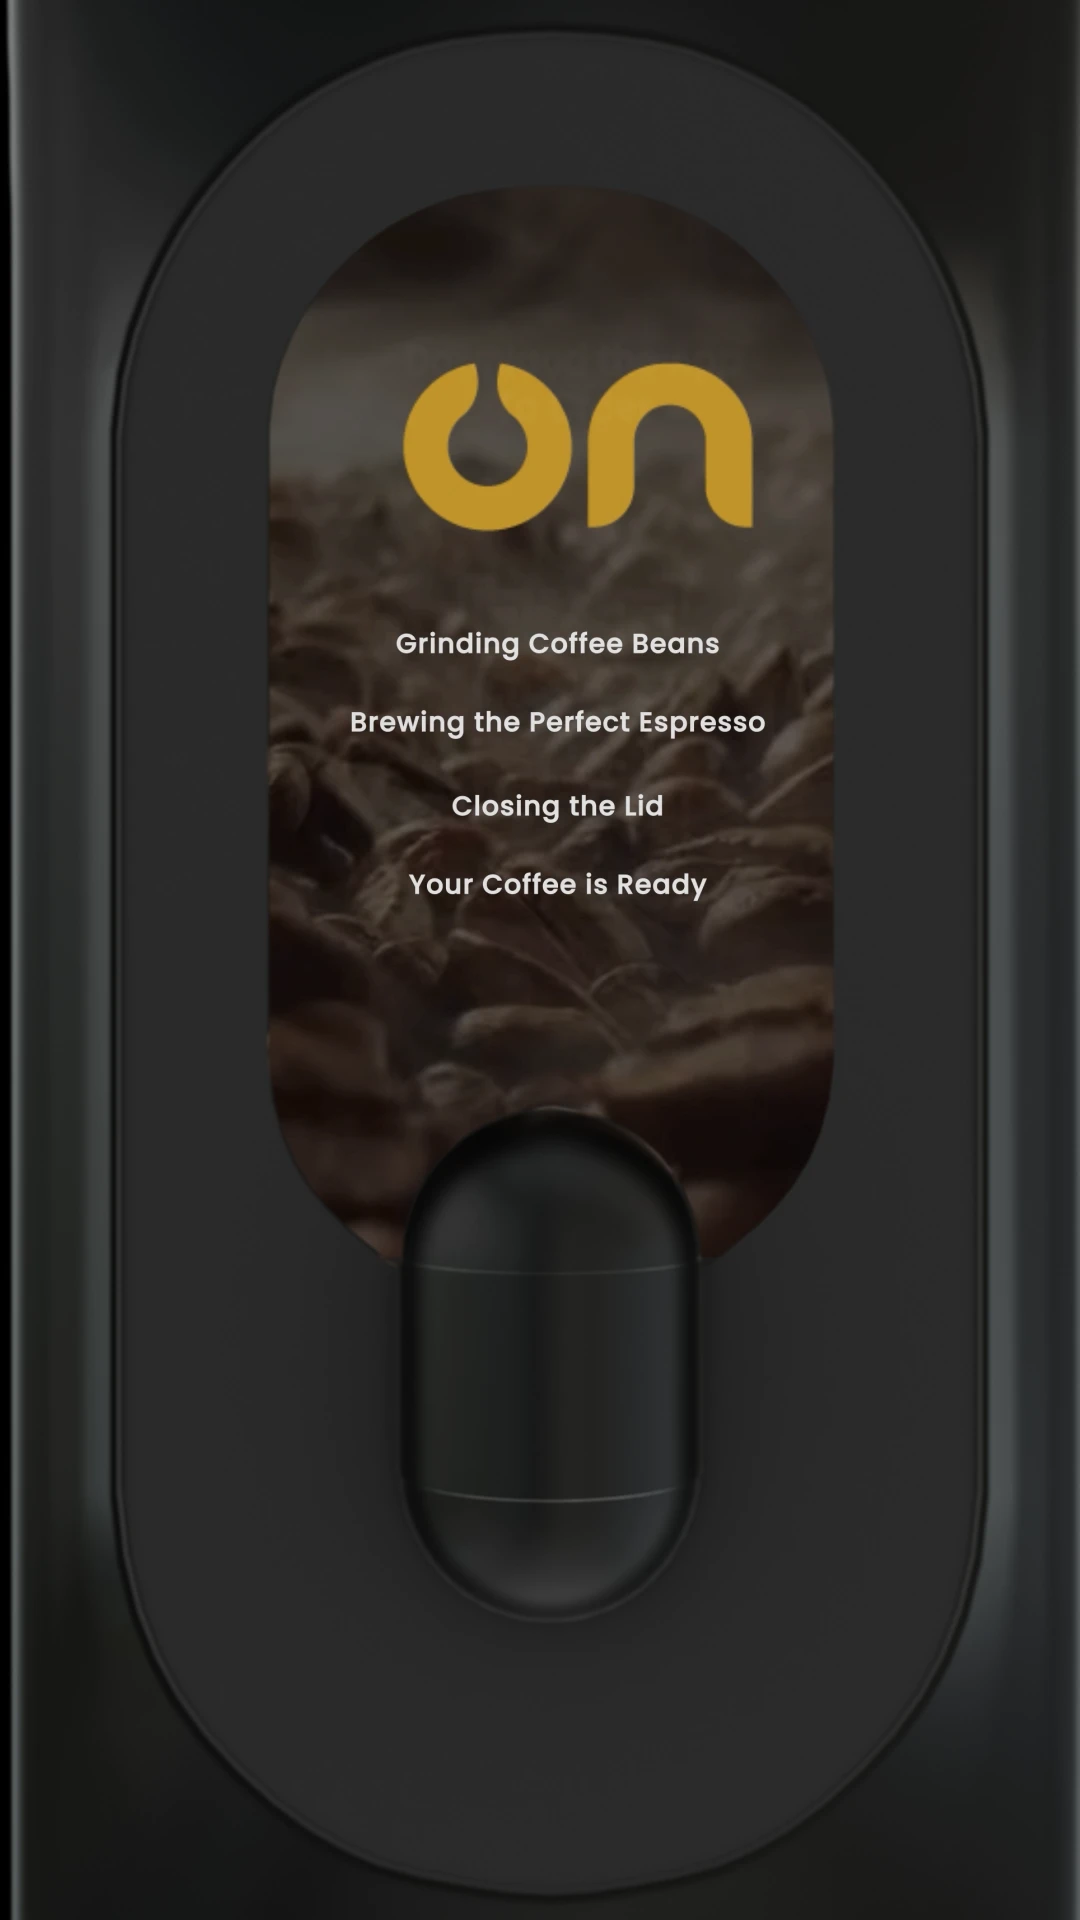 on
Grinding Coffee Beans
Brewing the Perfect Espresso
Closing the Lid
Your Coffee is Ready